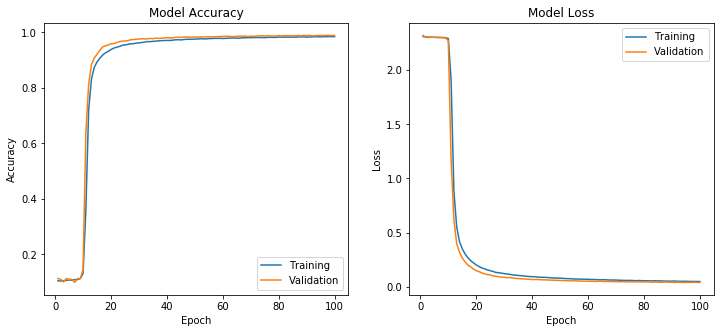 Model Accuracy
1.0
0.8
0.6
0.4
0.2
Accuracy
0 20 40 60 80 100
Epoch
Training
Validation
Model Loss
2.0
1.5
1.0
0.5
0.0
Loss
0 20 40 60 80 100
Epoch
Training
Validation